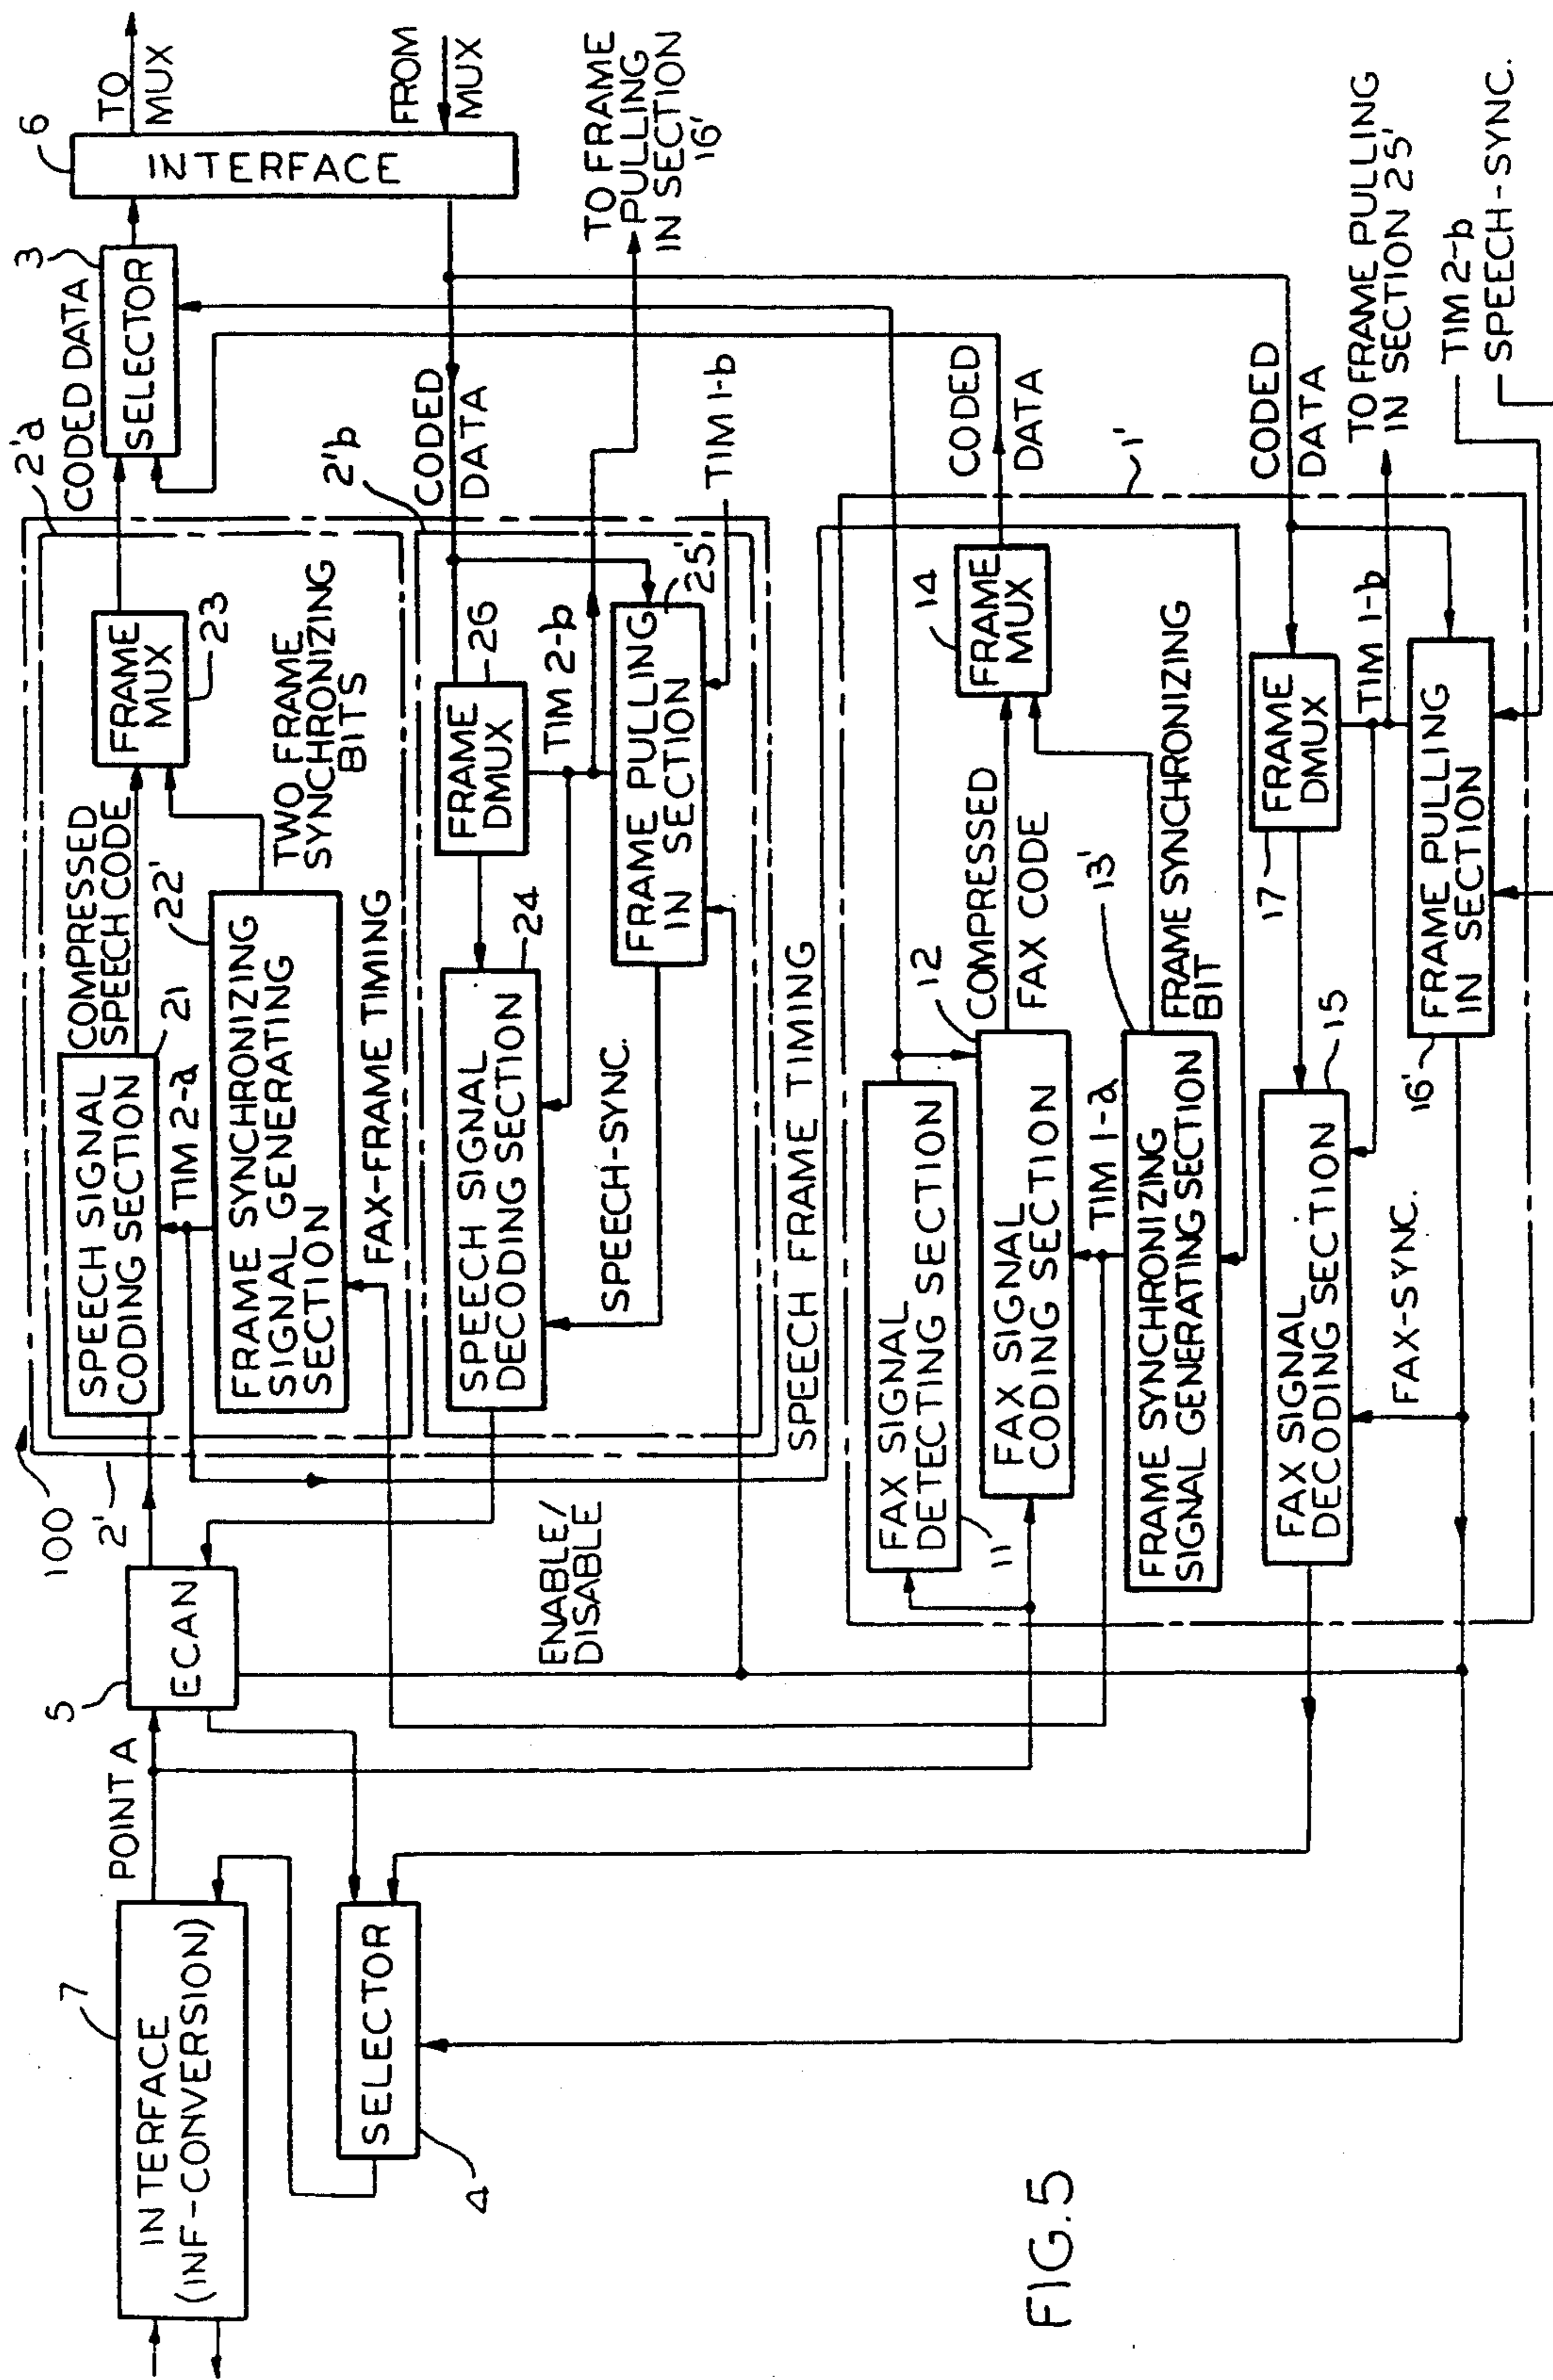 100
2'
2'a
POINT A
7
INTERFACE
(INF-CONVERSION)
5
ECAN
SPEECH SIGNAL
CODING SECTION
21
COMPRESSED
SPEECH CODE
TIM 2-a
22'
FRAME SYNCHRONIZING
SIGNAL GENERATING
SECTION
FRAME
MUX
23
TWO FRAME
SYNCHRONIZING
BITS
FAX-FRAME TIMING
CODED DATA
3
SELECTOR
6
INTERFACE
TO
MUX
FROM
MUX
4
SELECTOR
ENABLE/
DISABLE
2'b
CODED
DATA
SPEECH SIGNAL
DECODING SECTION
24
FRAME
DMUX
26
TIM 2-b
25'
FRAME PULLING
IN SECTION
SPEECH-SYNC.
TIM 1-b
TO FRAME
PULLING
IN SECTION
16'
SPEECH FRAME TIMING
1'
FAX SIGNAL
DETECTING SECTION
11
12
FAX SIGNAL
CODING SECTION
COMPRESSED
FAX CODE
14
FRAME
MUX
CODED
DATA
TIM 1-a
13'
FRAME SYNCHRONIZING
SIGNAL GENERATING SECTION
FRAME SYNCHRONIZING
BIT
15
FAX SIGNAL
DECODING SECTION
17
FRAME
DMUX
CODED
DATA
TIM 1-b
FAX-SYNC.
16'
FRAME PULLING
IN SECTION
TO FRAME PULLING
IN SECTION 25'
TIM 2-b
SPEECH-SYNC.
FIG.5